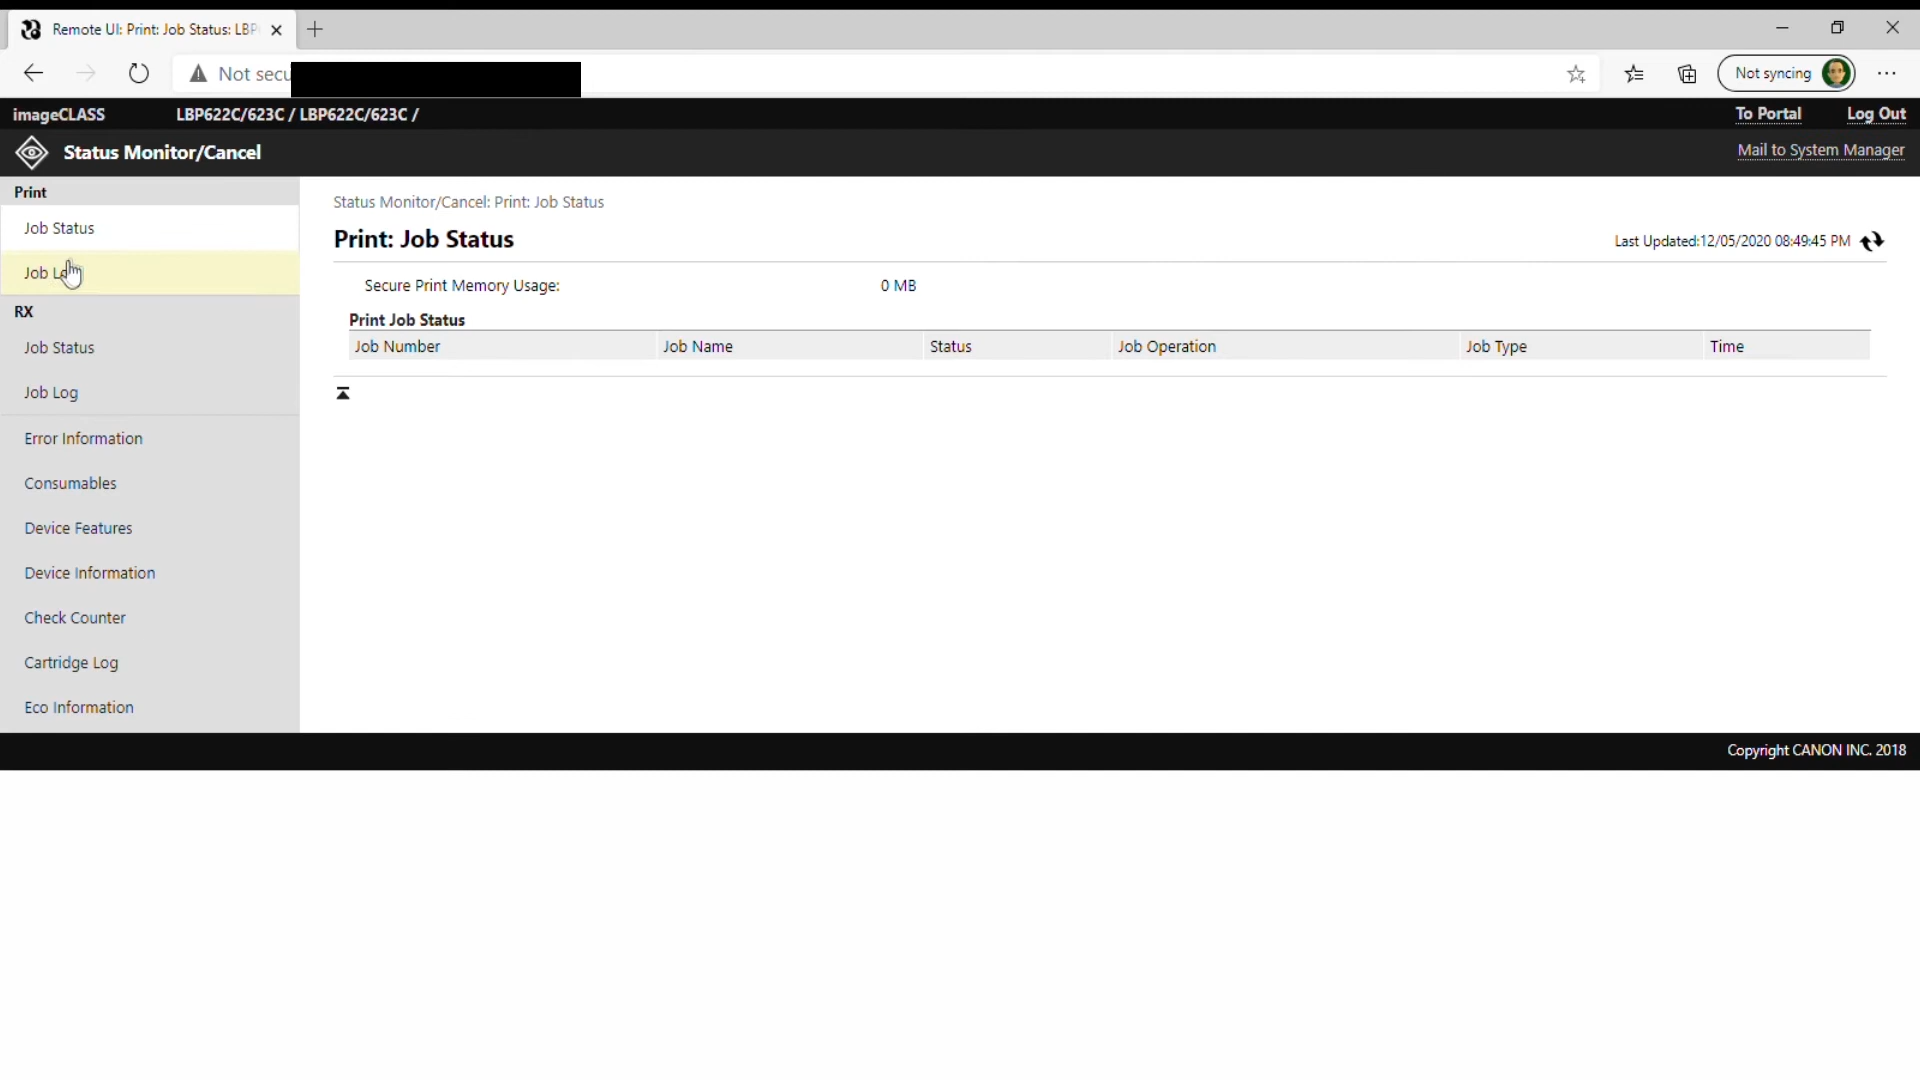 Remote UI: Print: Job Status: LBP
Not secu
Not syncing
imageCLASS LBP622C/623C / LBP622C/623C / To Portal Log Out
Status Monitor/Cancel Mail to System Manager
Print
Job Status
Job L
RX
Job Status
Job Log
Error Information
Consumables
Device Features
Device Information
Check Counter
Cartridge Log
Eco Information
Status Monitor/Cancel: Print: Job Status
Print: Job Status
Last Updated:12/05/2020 08:49:45 PM
Secure Print Memory Usage: 0 MB
Print Job Status
Job Number Job Name Status Job Operation Job Type Time
Copyright CANON INC. 2018